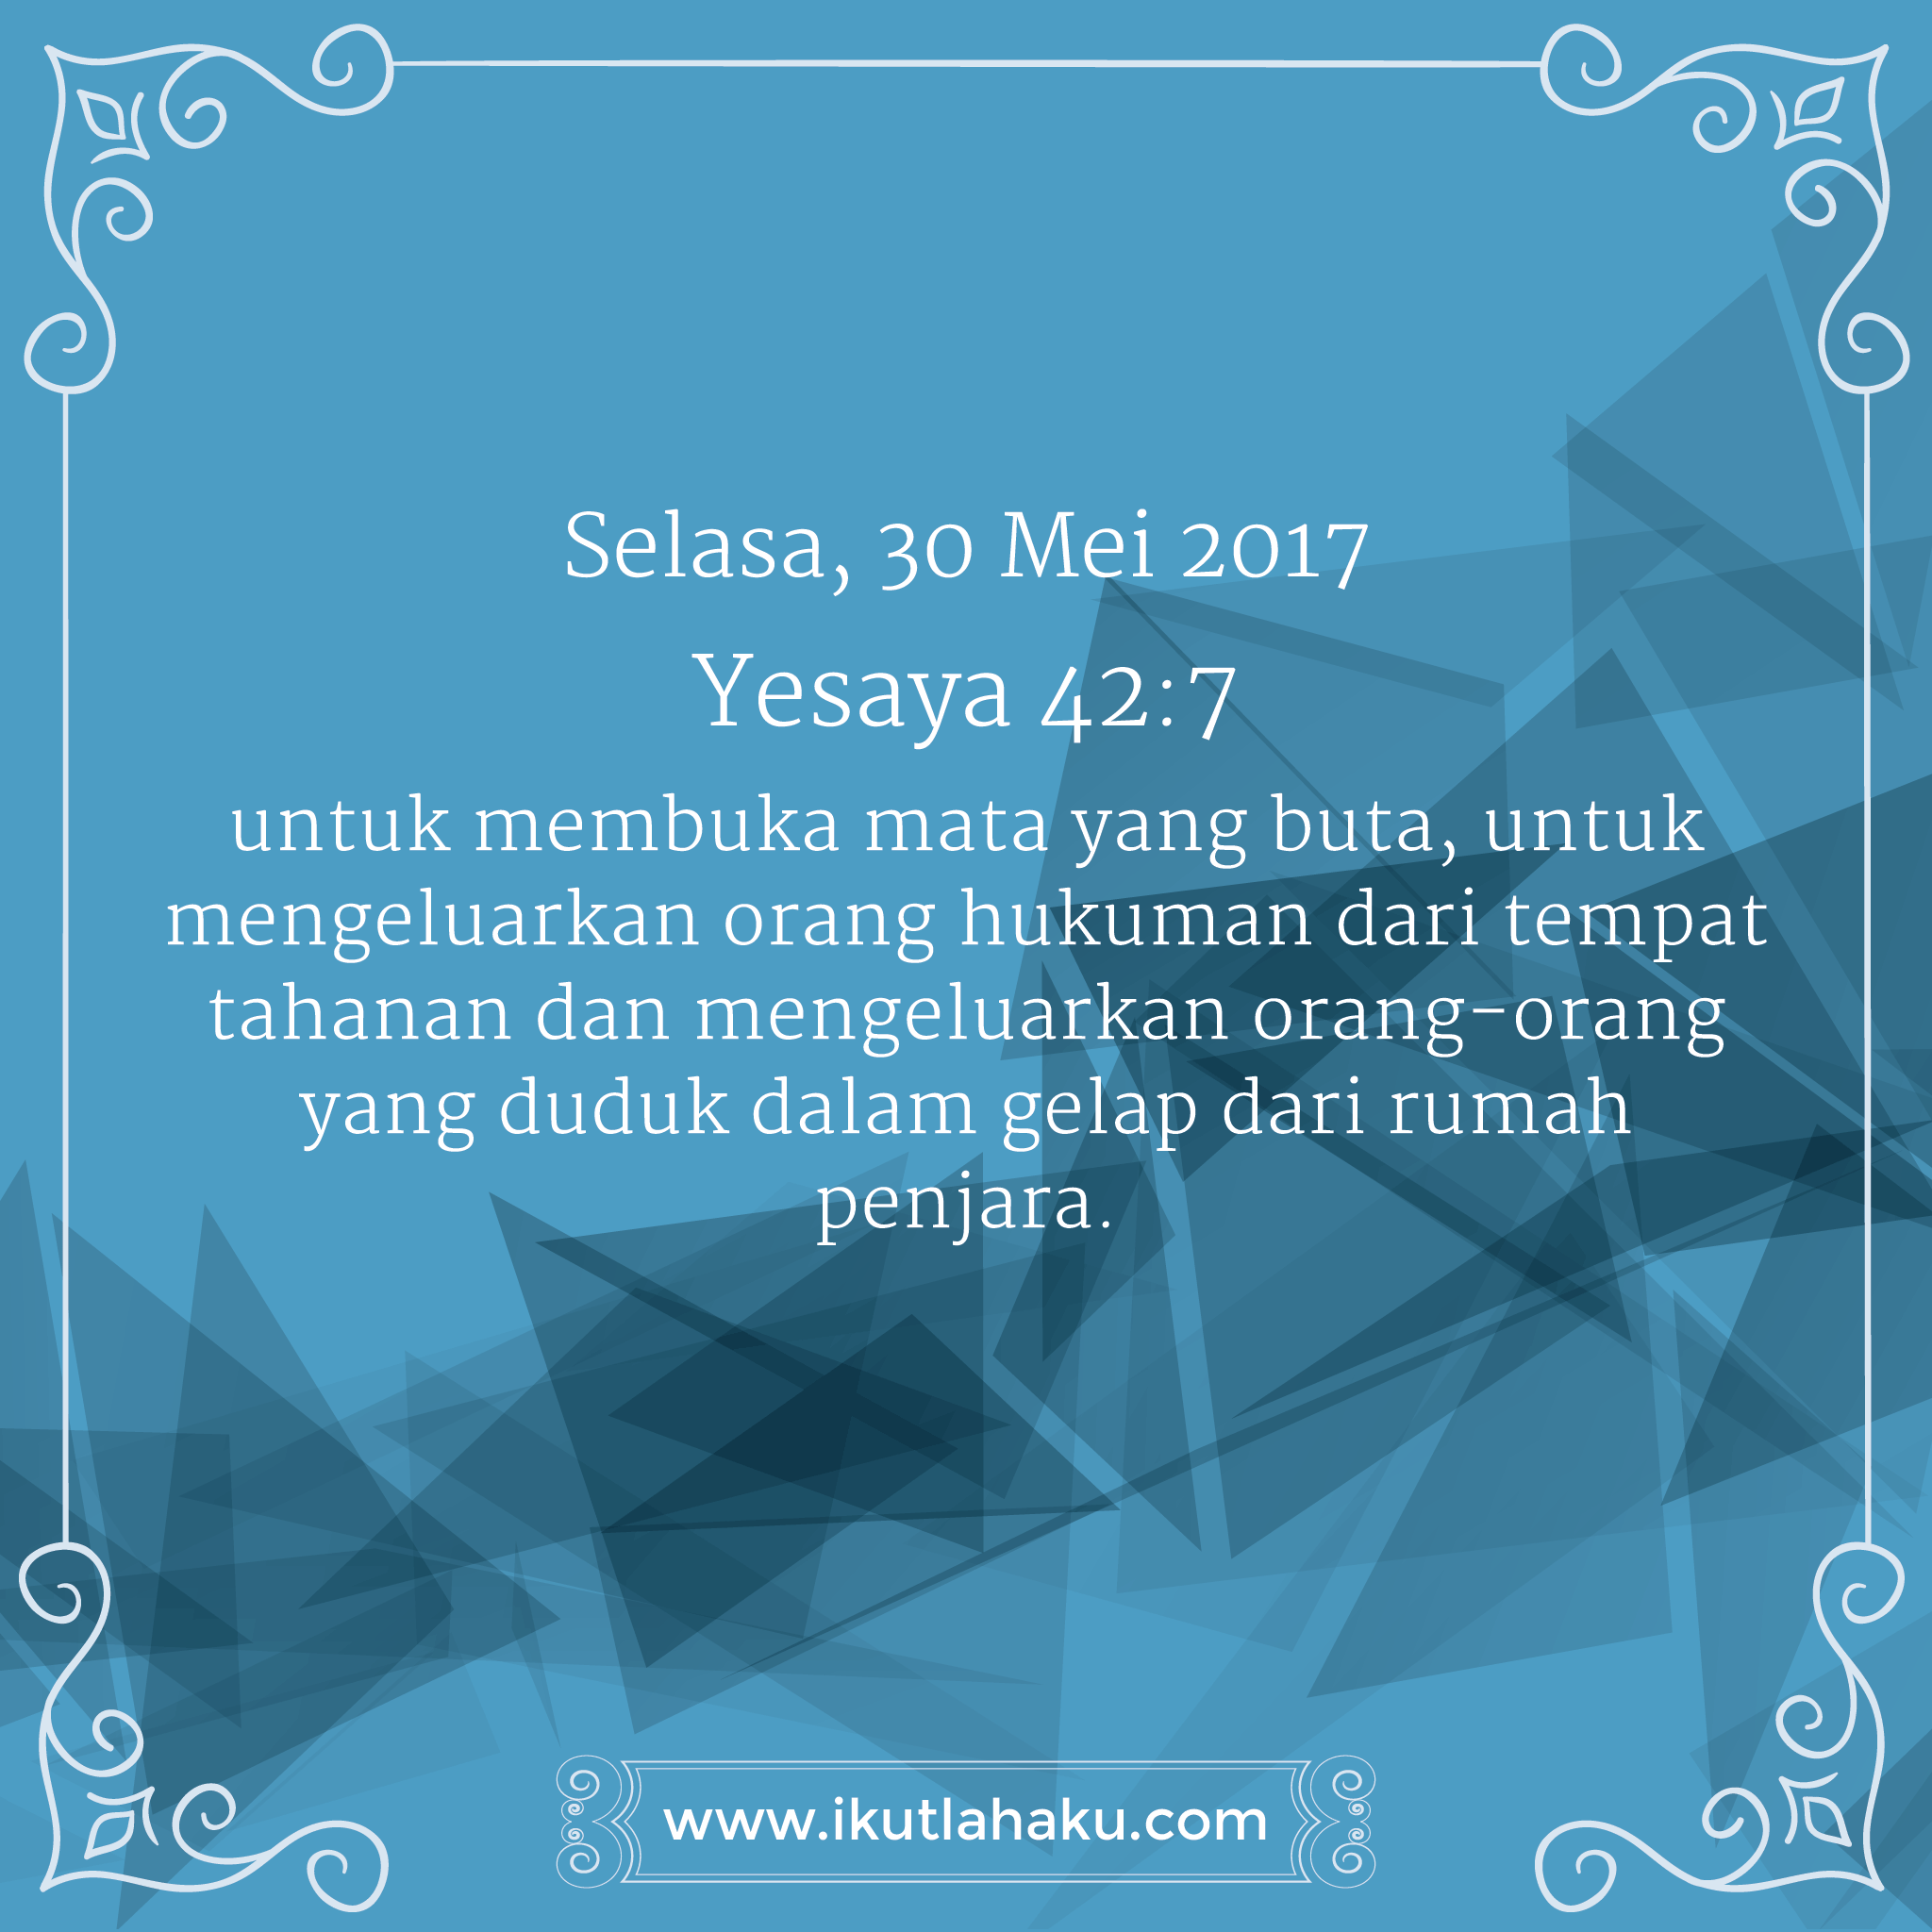 Selasa, 30 Mei 2017
Yesaya 42:7
untuk membuka mata yang buta, untuk
mengeluarkan orang hukuman dari tempat
tahanan dan mengeluarkan orang-orang
yang duduk dalam gelap dari rumah
penjara.
www.ikutlahaku.com